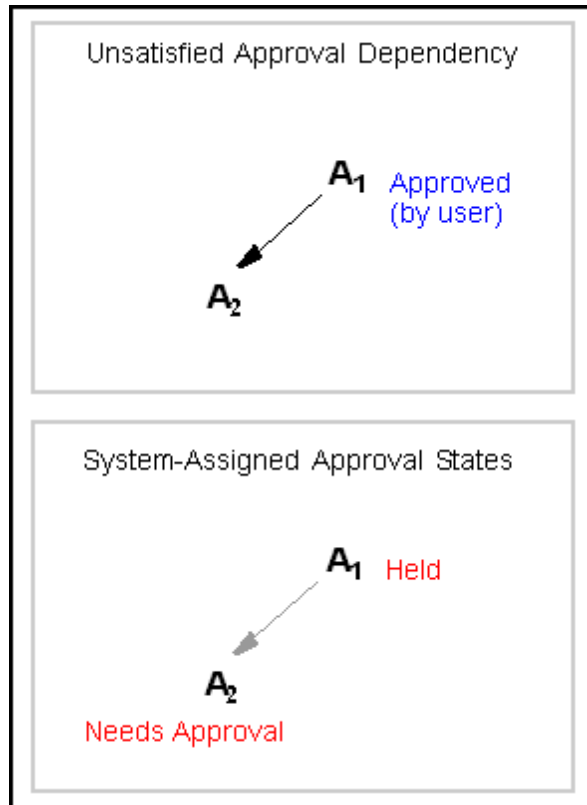 Unsatisfied Approval Dependency
A1 Approved
(by user)
A2
System-Assigned Approval States
A1 Held
A2
Needs Approval